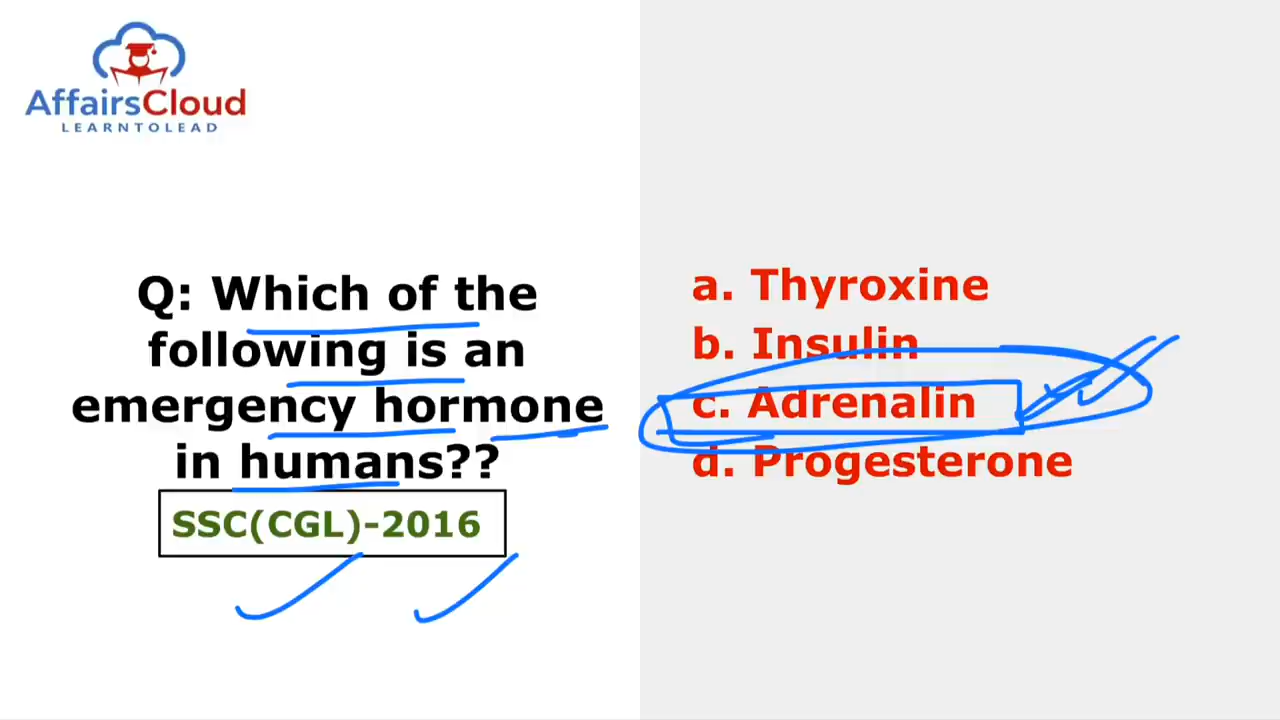 AffairsCloud
LEARNTOLEAD
Q: Which of the
following is an
emergency hormone
in humans??
SSC(CGL)-2016
a. Thyroxine
b. Insulin
c. Adrenalin
d. Progesterone